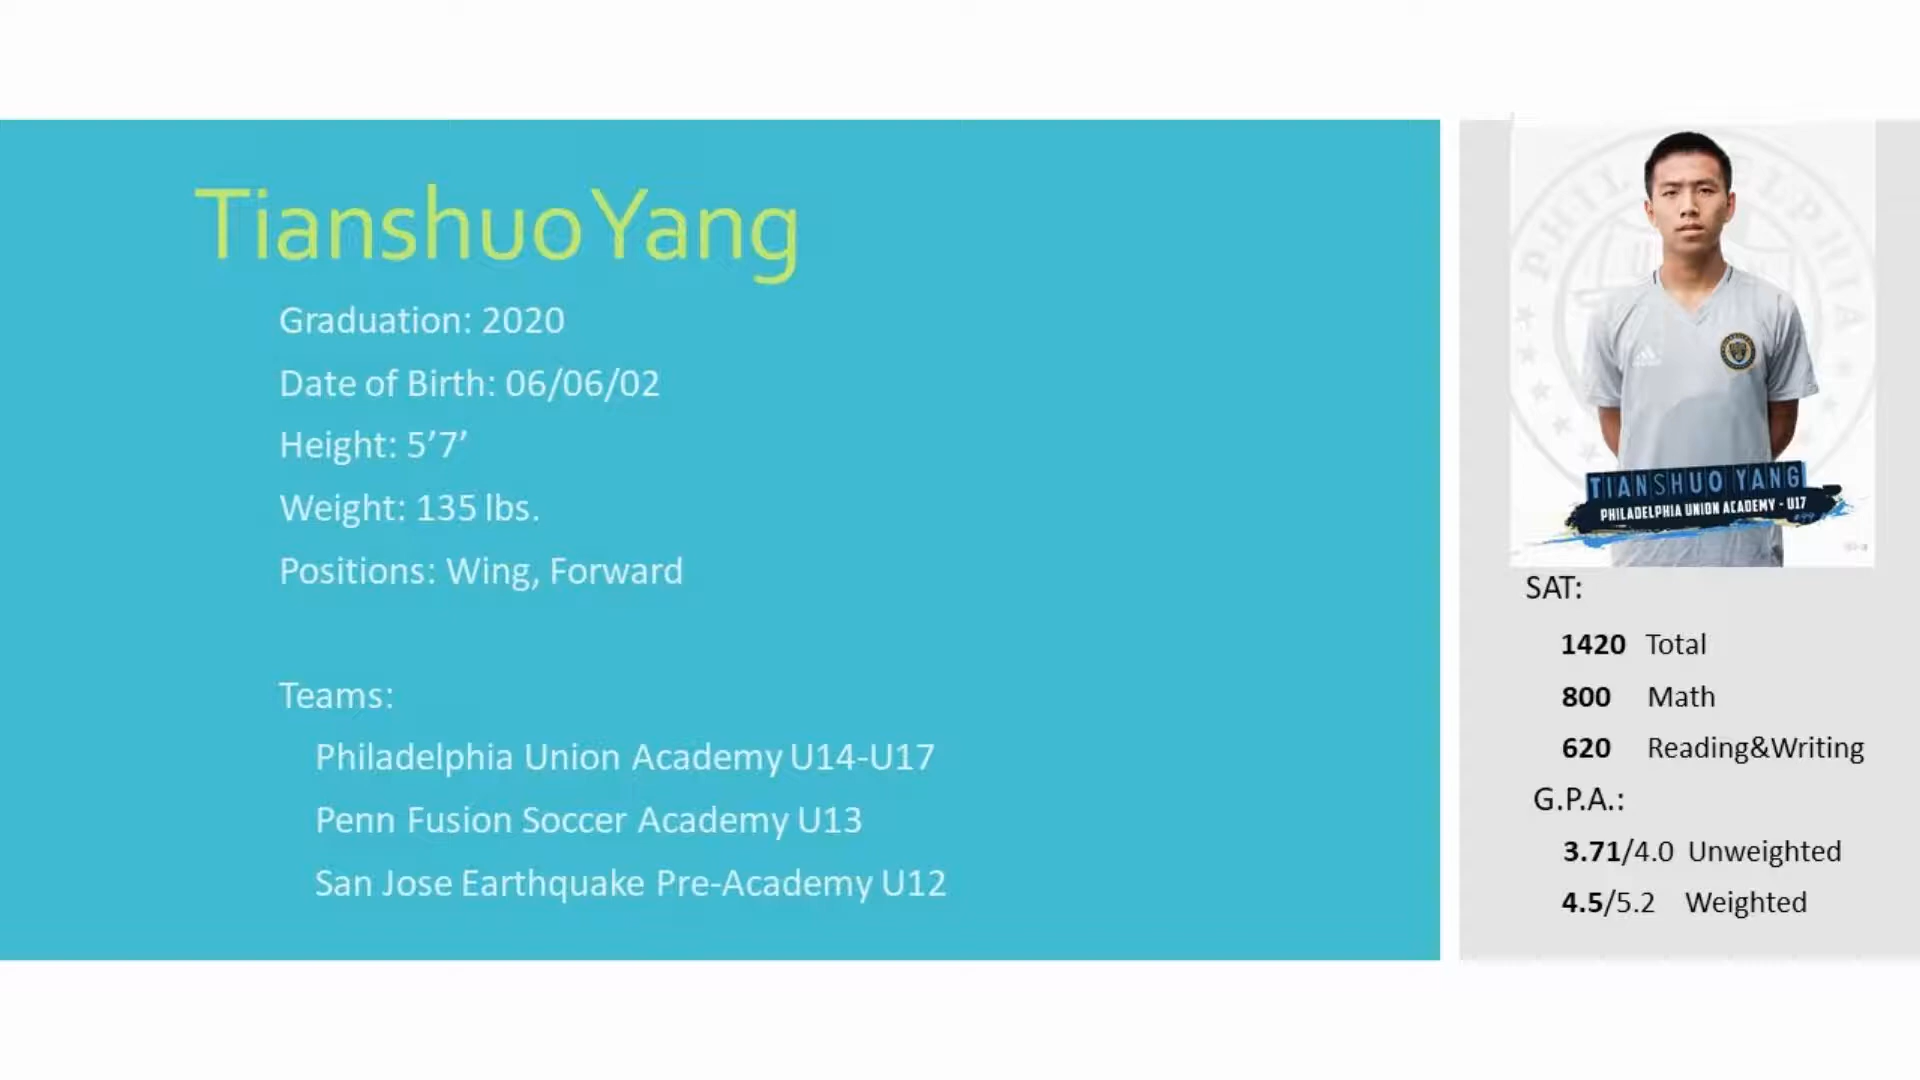 Tianshuo Yang
Graduation: 2020
Date of Birth: 06/06/02
Height: 5’7’
Weight: 135 lbs.
Positions: Wing, Forward
Teams:
Philadelphia Union Academy U14-U17
Penn Fusion Soccer Academy U13
San Jose Earthquake Pre-Academy U12
TIANSHUO YANG
PHILADELPHIA UNION ACADEMY - U17
SAT:
1420 Total
800 Math
620 Reading&Writing
G.P.A.:
3.71/4.0 Unweighted
4.5/5.2 Weighted